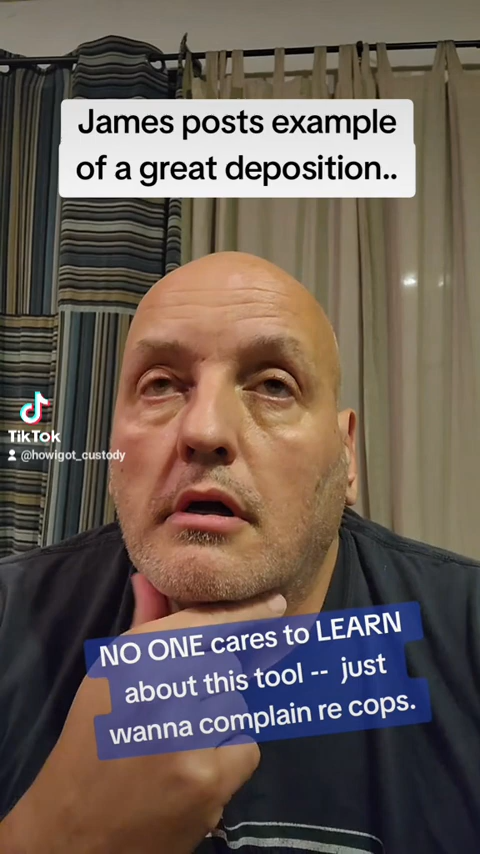 James posts example
of a great deposition..
TikTok
@howigot_custody
NO ONE cares to LEARN
about this tool -- just
wanna complain re cops.